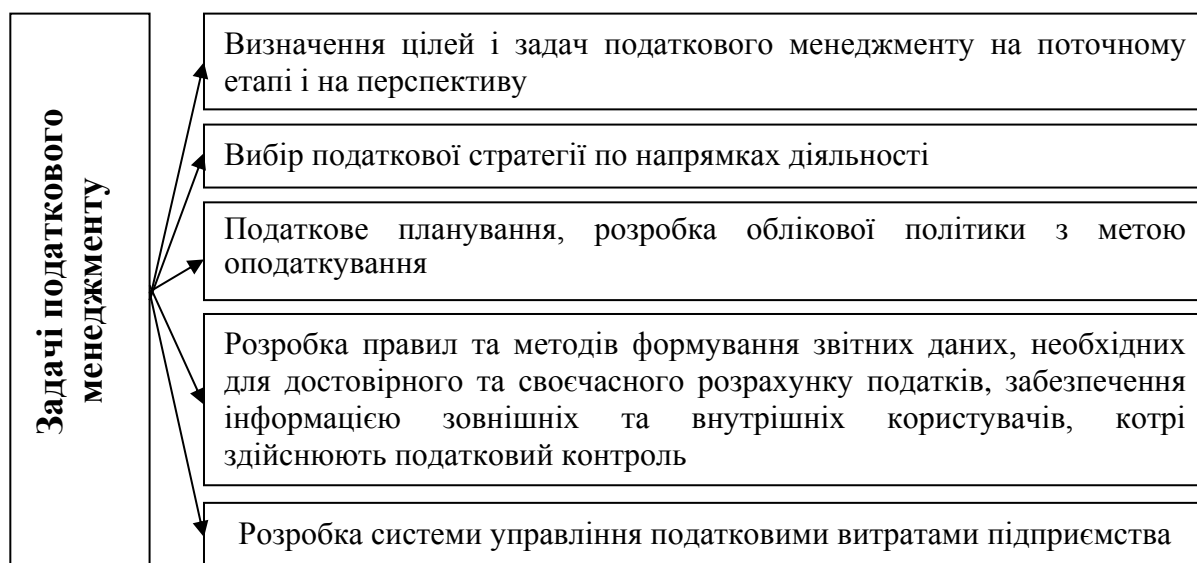 Задачі податкового
менеджменту
Визначення цілей і задач податкового менеджменту на поточному
етапі і на перспективу
Вибір податкової стратегії по напрямках діяльності
Податкове планування, розробка облікової політики з метою
оподаткування
Розробка правил та методів формування звітних даних, необхідних
для достовірного та своєчасного розрахунку податків, забезпечення
інформацією зовнішніх та внутрішніх користувачів, котрі
здійснюють податковий контроль
Розробка системи управління податковими витратами підприємства